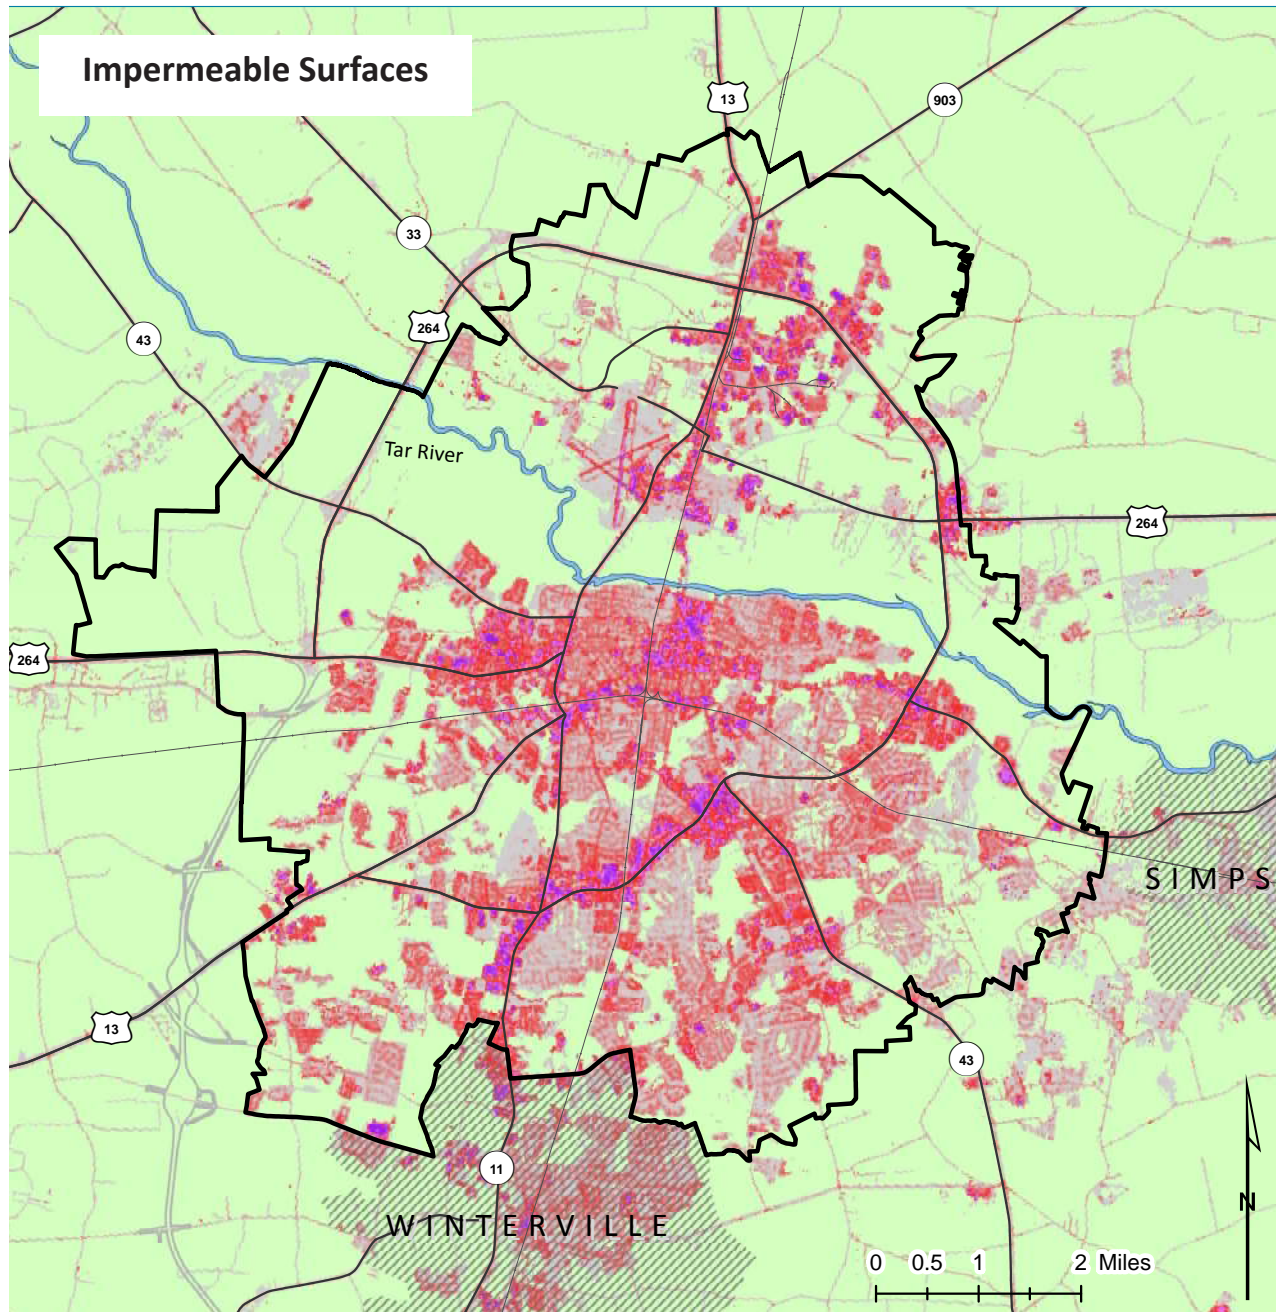 Impermeable Surfaces
13
903
33
264
43
Tar River
264
264
SIMPS
13
43
11
WINTERVILLE
0 0.5 1 2 Miles
N